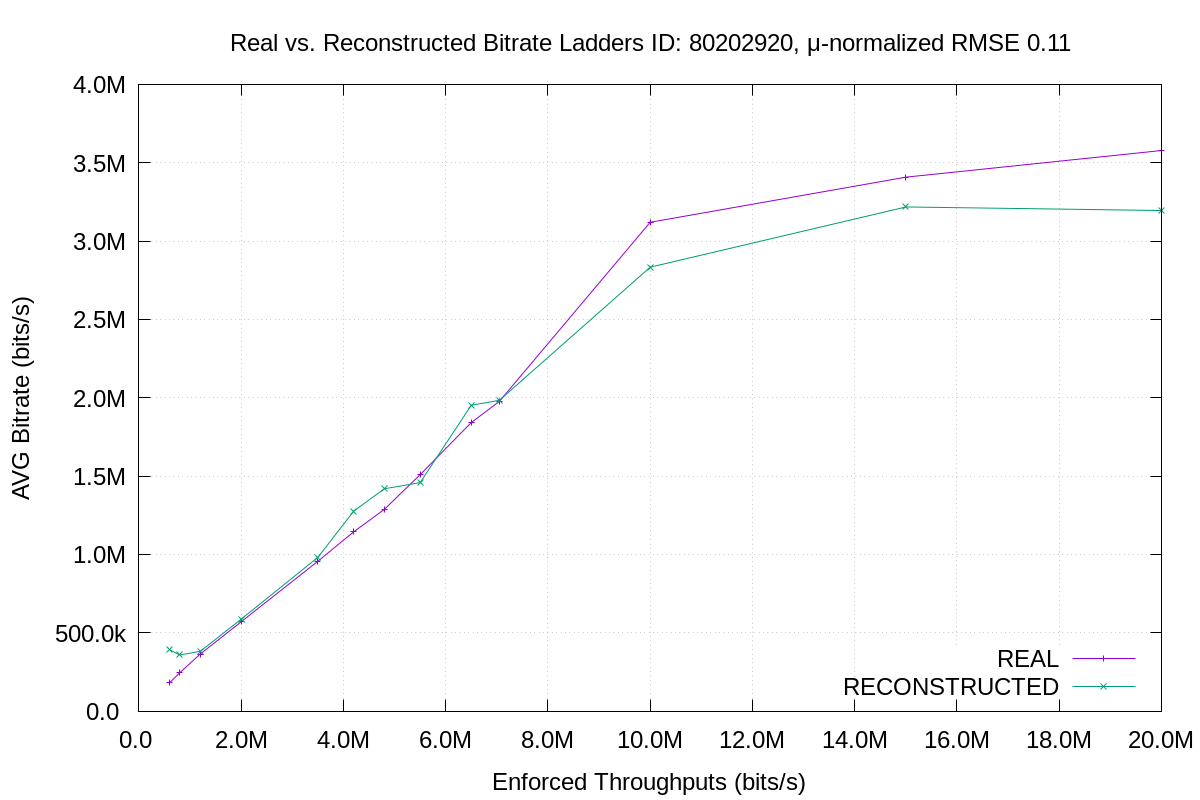 Real vs. Reconstructed Bitrate Ladders ID: 80202920, μ-normalized RMSE 0.11
4.0M
3.5M
3.0M
2.5M
2.0M
1.5M
1.0M
500.0k
0.0
AVG Bitrate (bits/s)
REAL
RECONSTRUCTED
0.0 2.0M 4.0M 6.0M 8.0M 10.0M 12.0M 14.0M 16.0M 18.0M 20.0M
Enforced Throughputs (bits/s)